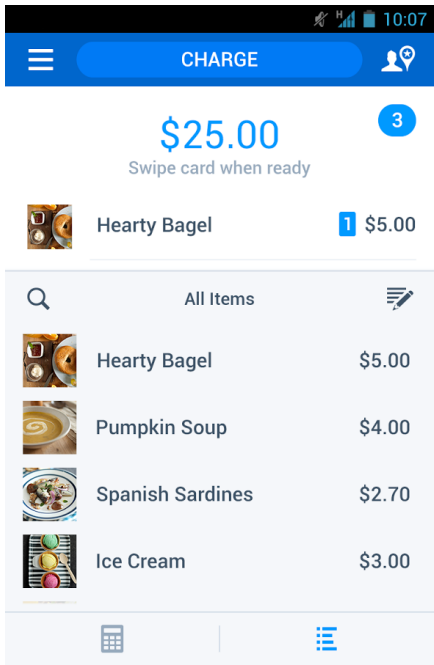 H 10:07
CHARGE
3
$25.00
Swipe card when ready
Hearty Bagel 1 $5.00
All Items
Hearty Bagel $5.00
Pumpkin Soup $4.00
Spanish Sardines $2.70
Ice Cream $3.00